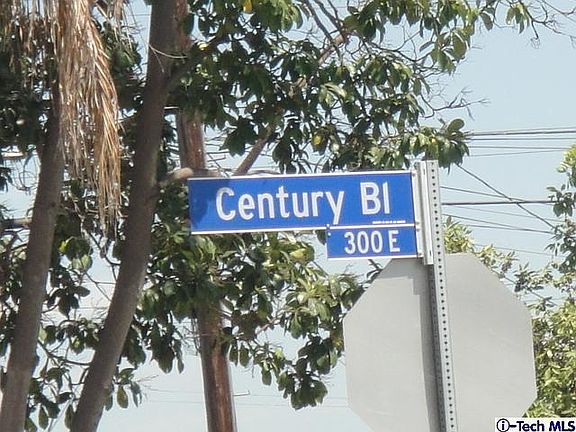 Century Bl
300 E
i-Tech MLS